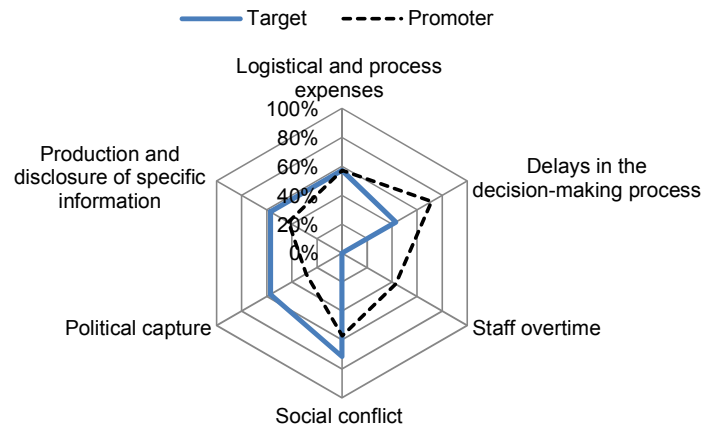 Target
Promoter
Logistical and process
expenses
100%
80%
60%
40%
20%
0%
Delays in the
decision-making process
Staff overtime
Social conflict
Political capture
Production and
disclosure of specific
information